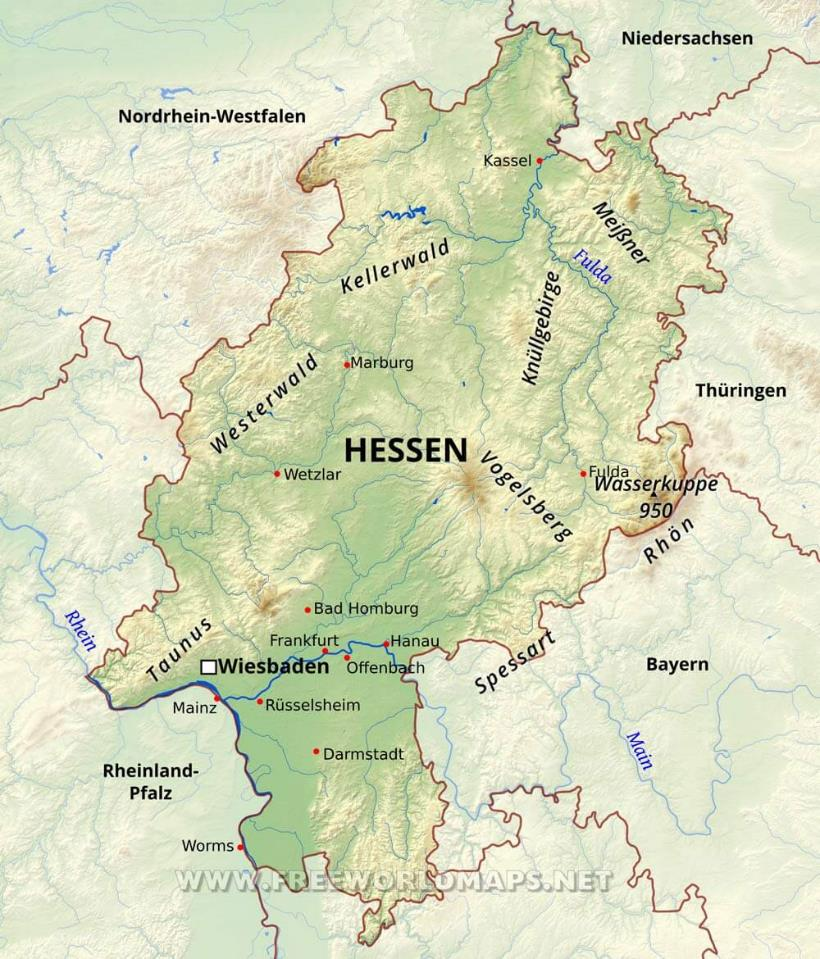 Niedersachsen
Nordrhein-Westfalen
Kassel
Meißner
Kellerwald
Fulda
Knüllgebirge
Marburg
Westerwald
Thüringen
HESSEN
Wetzlar
Vogelsberg
Fulda
Wasserkuppe
950
Rhön
Bad Homburg
Rhein
Taunus
Frankfurt
Hanau
Spessart
Wiesbaden
Offenbach
Bayern
Mainz
Rüsselsheim
Main
Darmstadt
Rheinland-
Pfalz
Worms
WWW.FREEWORLDMAPS.NET